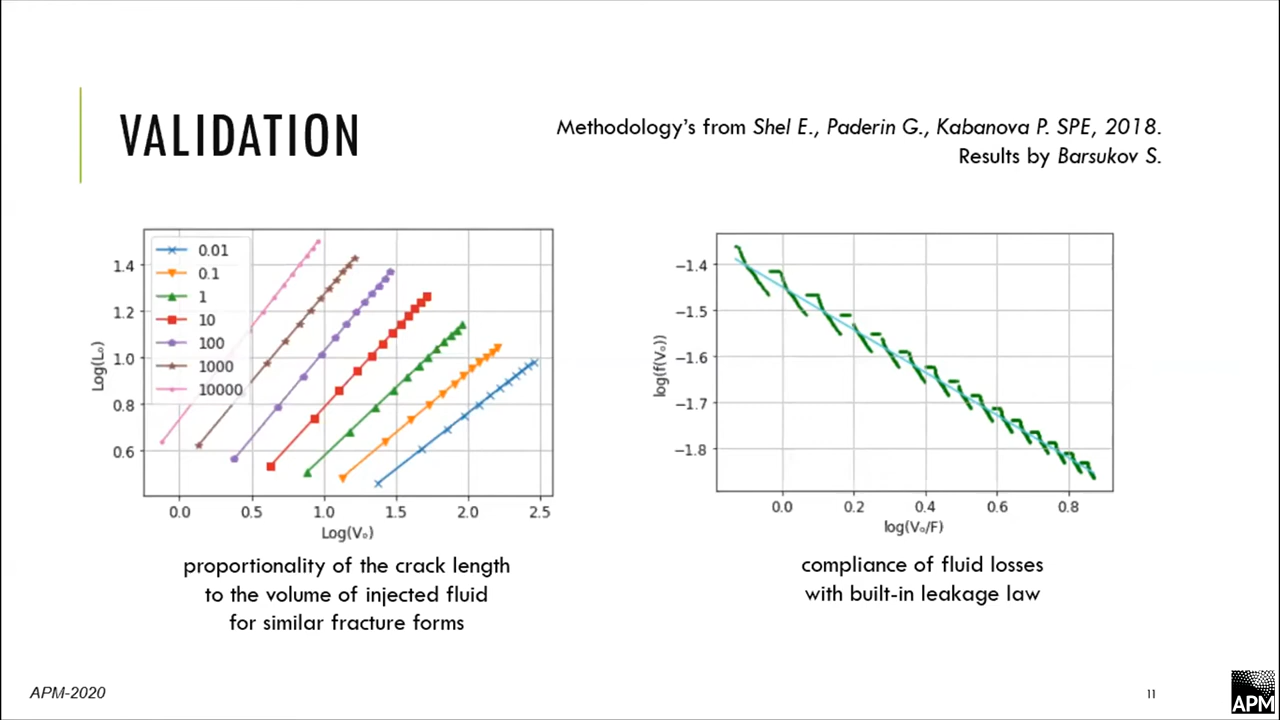 VALIDATION
Methodology's from Shel E., Paderin G., Kabanova P. SPE, 2018.
Results by Barsukov S.
0.01
0.1
1
10
100
1000
10000
1.4
1.2
1.0
0.8
0.6
Log(L₀)
0.0 0.5 1.0 1.5 2.0 2.5
Log(V₀)
proportionality of the crack length
to the volume of injected fluid
for similar fracture forms
−1.4
−1.5
−1.6
−1.7
−1.8
log(f(V₀))
0.0 0.2 0.4 0.6 0.8
log(V₀/F)
compliance of fluid losses
with built-in leakage law
APM-2020
11
APM